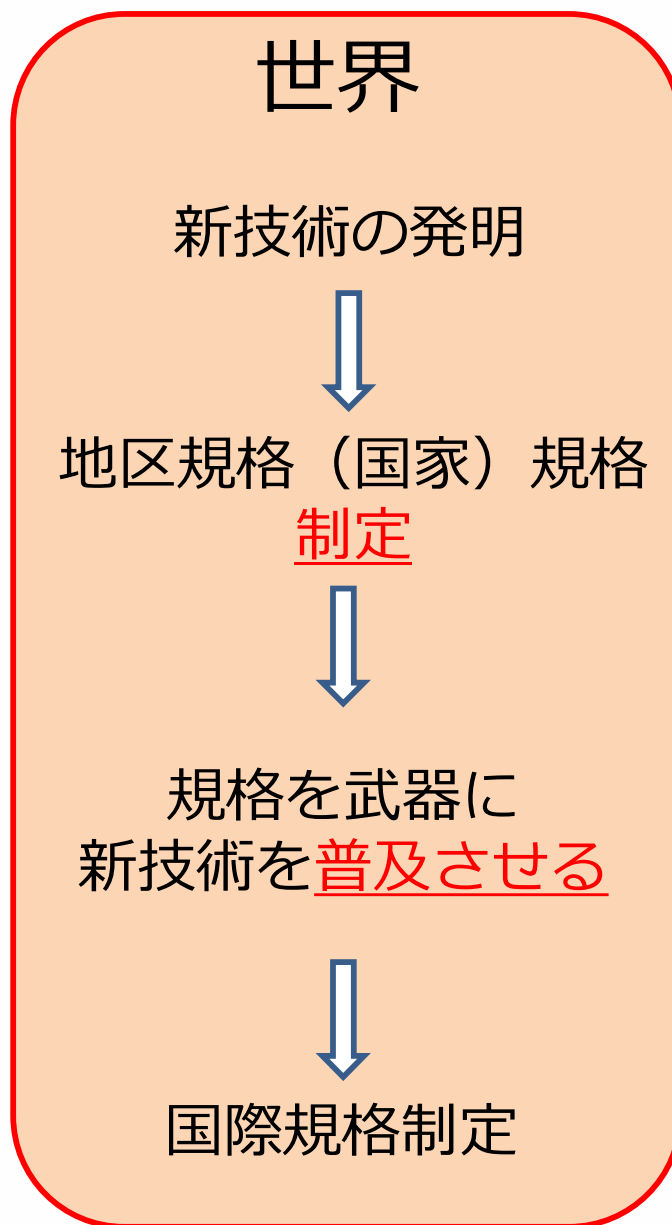 世界
新技術の発明
地区規格（国家）規格
制定
規格を武器に
新技術を普及させる
国際規格制定